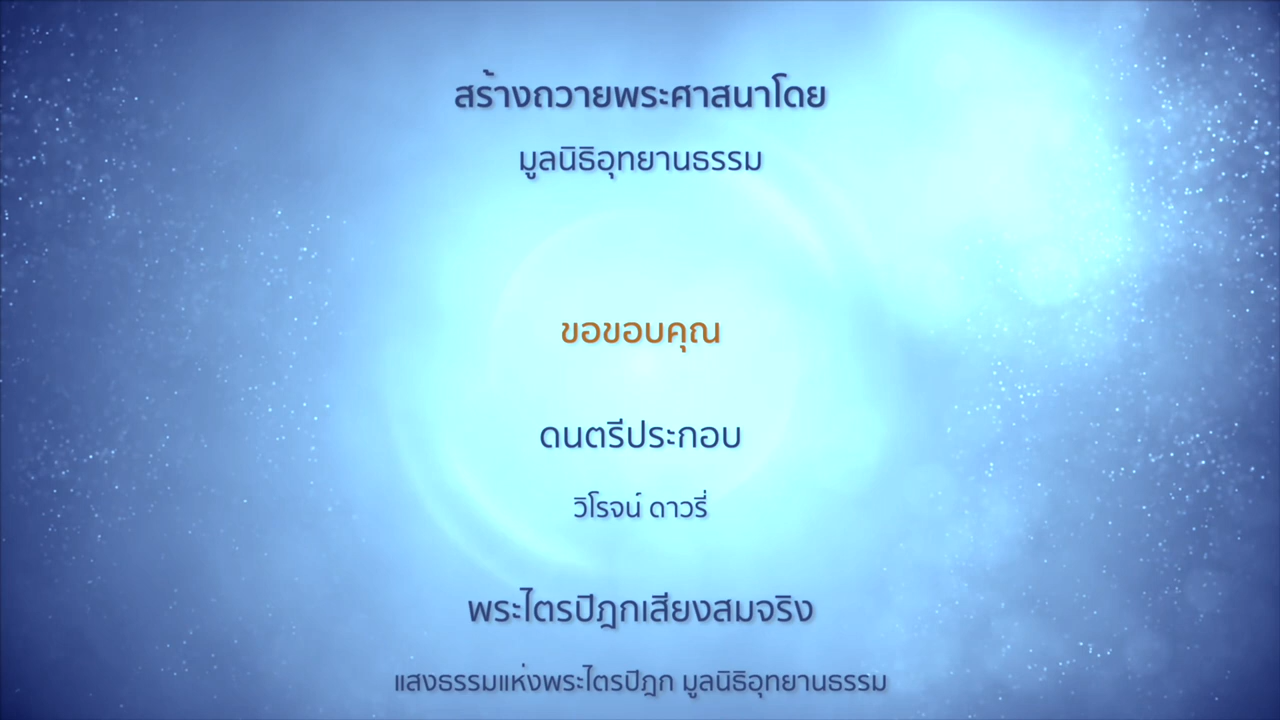 สร้างถวายพระศาสนาโดย
มูลนิธิอุทยานธรรม
ขอขอบคุณ
ดนตรีประกอบ
วิโรจน์ ดาวรี่
พระไตรปิฎกเสียงสมจริง
แสงธรรมแห่งพระไตรปิฎก มูลนิธิอุทยานธรรม